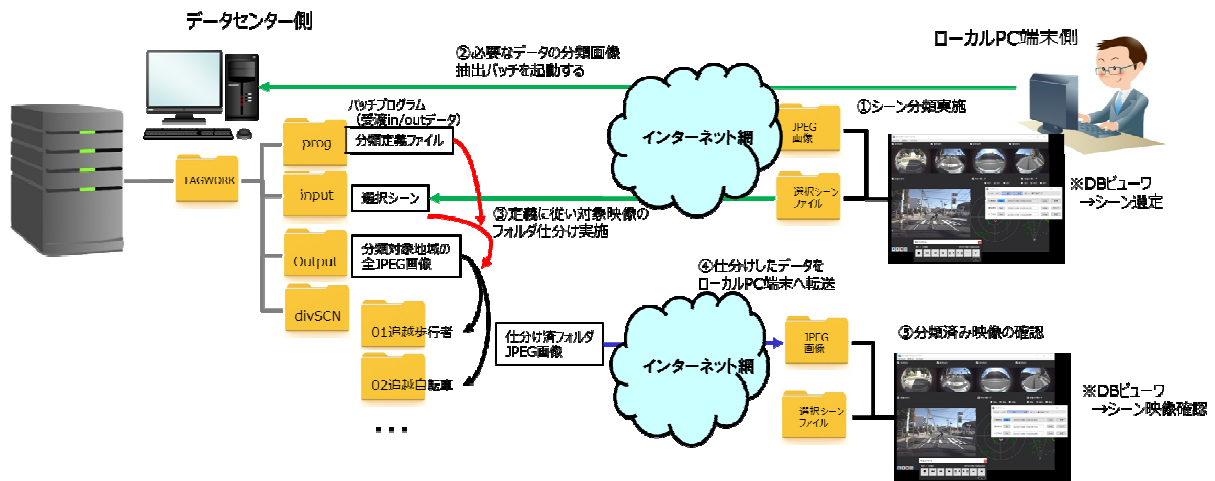 データセンター側
ローカルPC端末側
②必要なデータの分類画像
抽出バッチを起動する
①シーン分類実施
バッチプログラム
(受渡in/outデータ)
prog
分類定義ファイル
インターネット網
JPEG
画像
TAGWORK
input
選択シーン
選択シーン
ファイル
※DBビューワ
→シーン選定
③定義に従い対象映像の
フォルダ仕分け実施
Output
分類対象地域の
全JPEG画像
④仕分けしたデータを
ローカルPC端末へ転送
divSCN
01追越歩行者
仕分け済フォルダ
JPEG画像
インターネット網
JPEG
画像
⑤分類済み映像の確認
02追越自転車
※DBビューワ
→シーン映像確認
選択シーン
ファイル
・・・